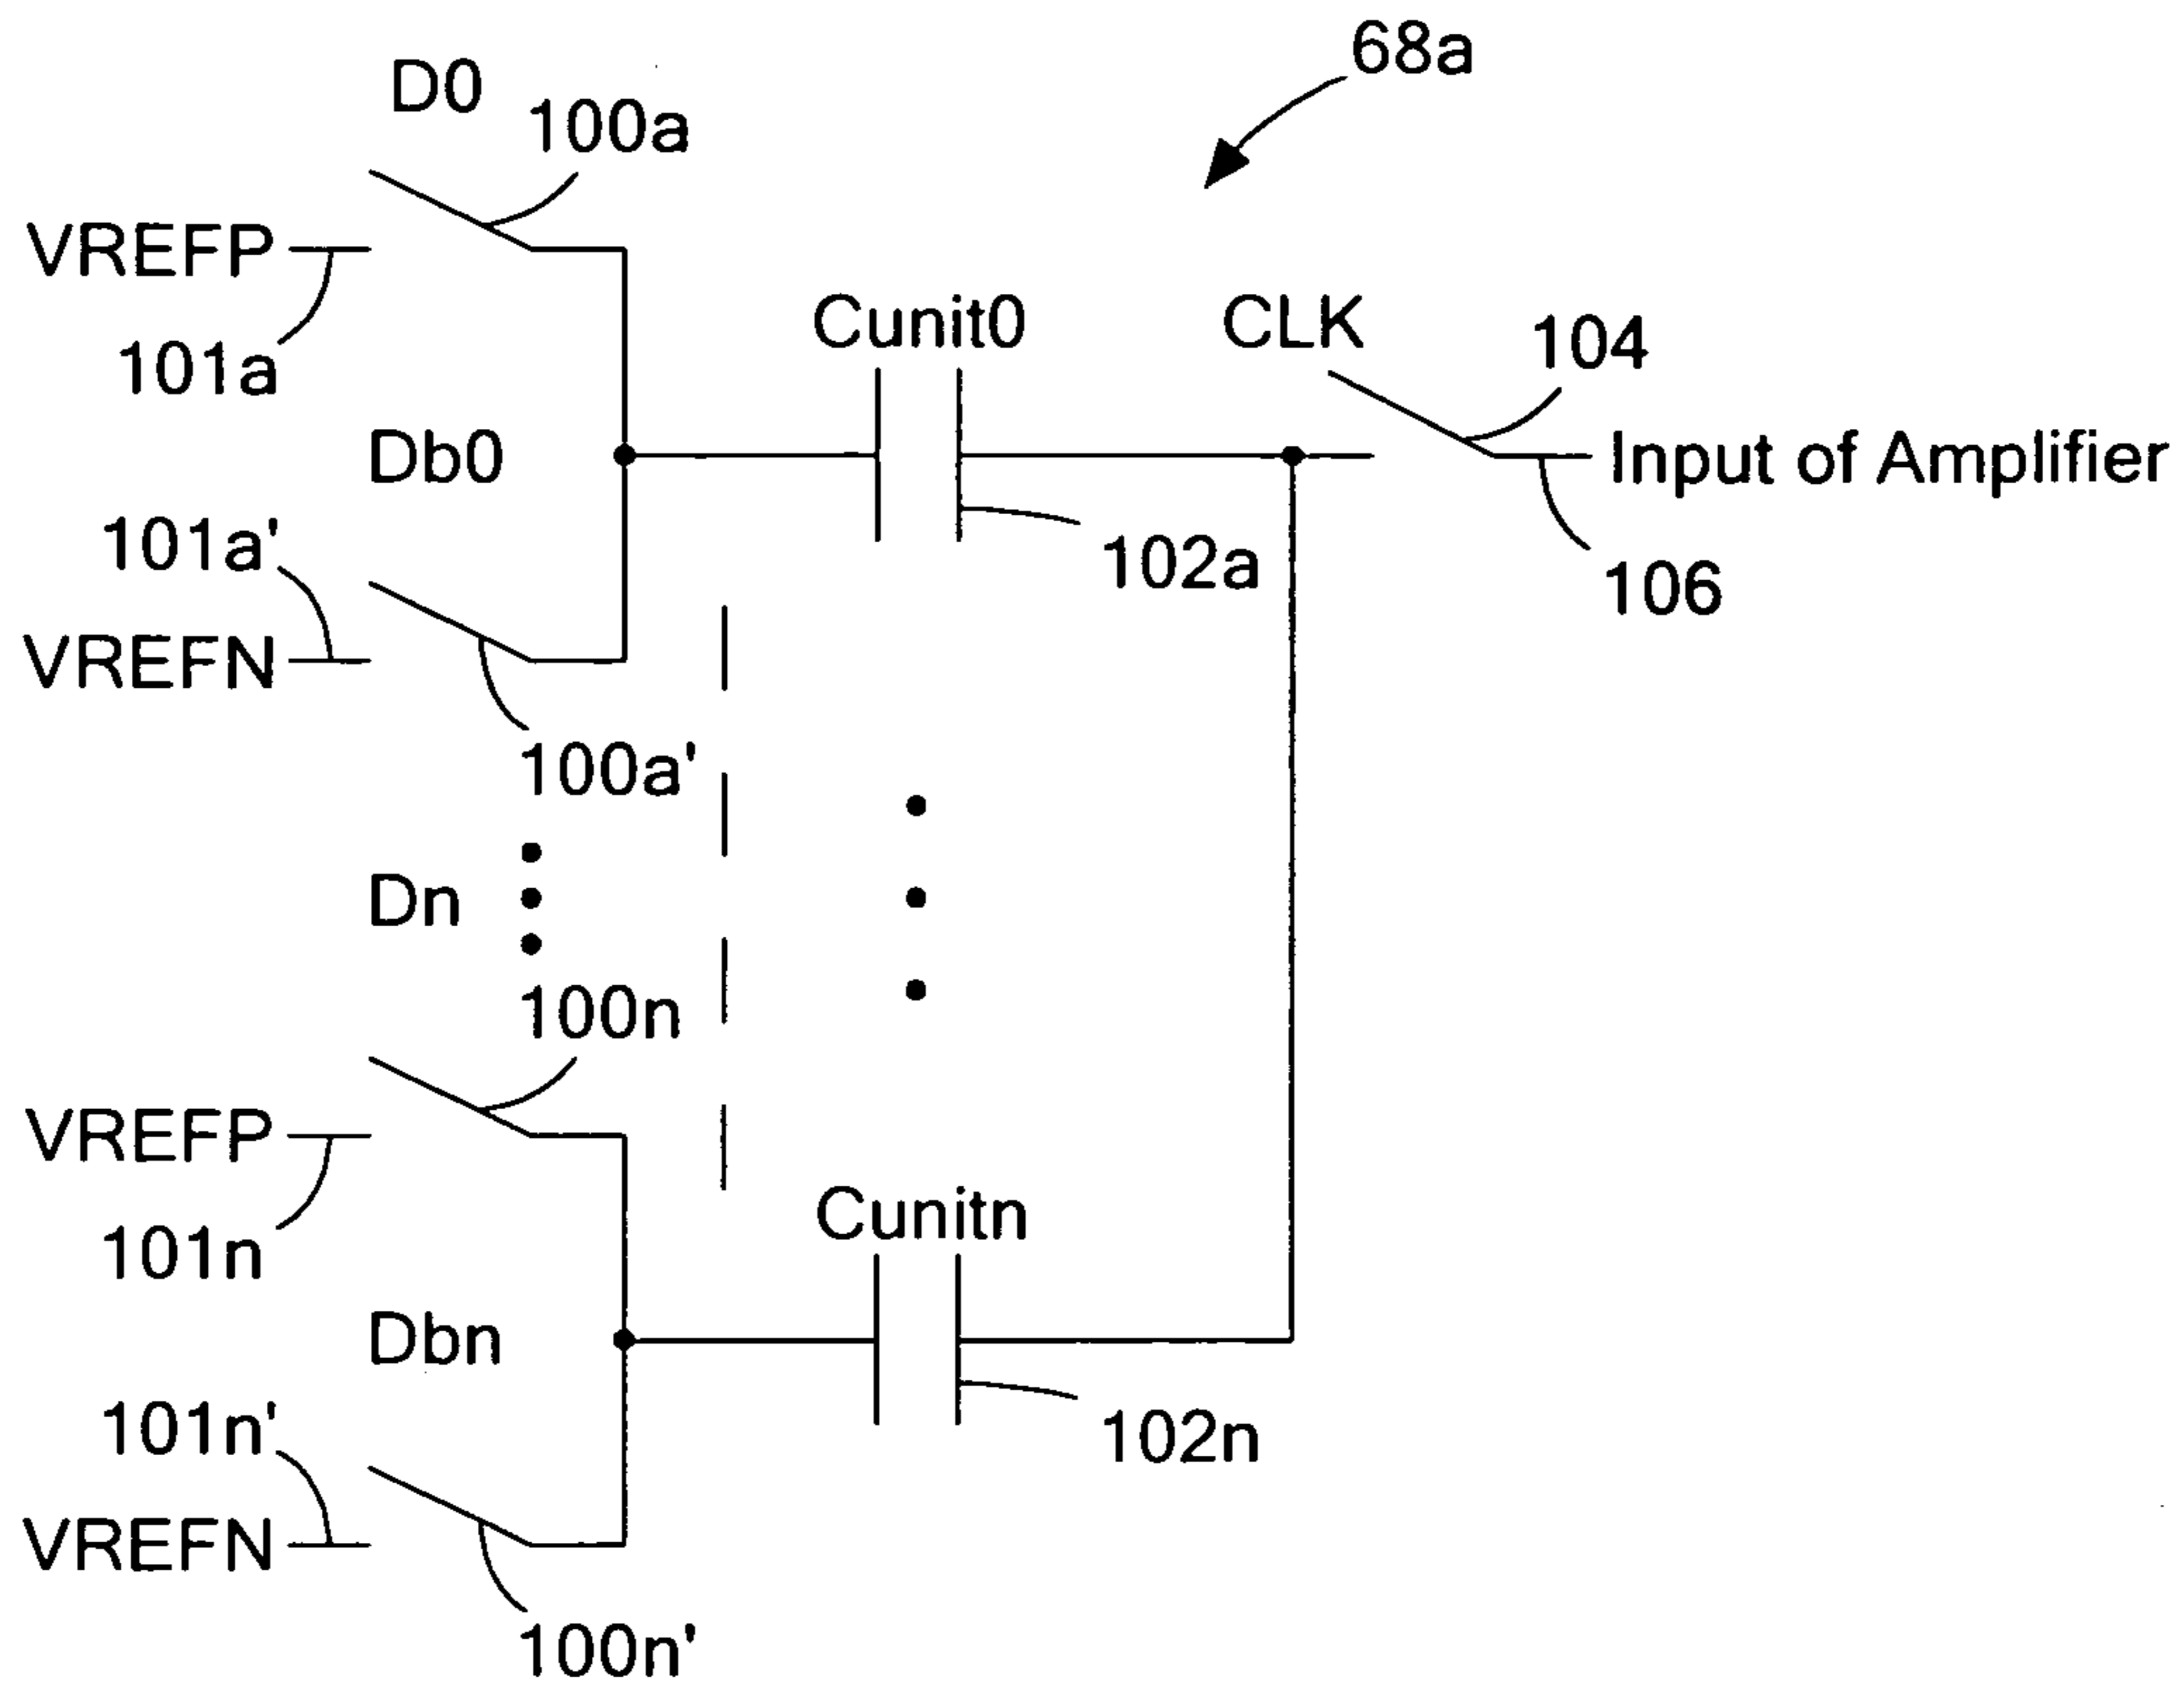 68a
D0
100a
VREFP
101a
Cunit0
CLK
104
Db0
Input of Amplifier
101a'
102a
106
VREFN
100a'
Dn
100n
VREFP
101n
Cunitn
Dbn
101n'
102n
VREFN
100n'